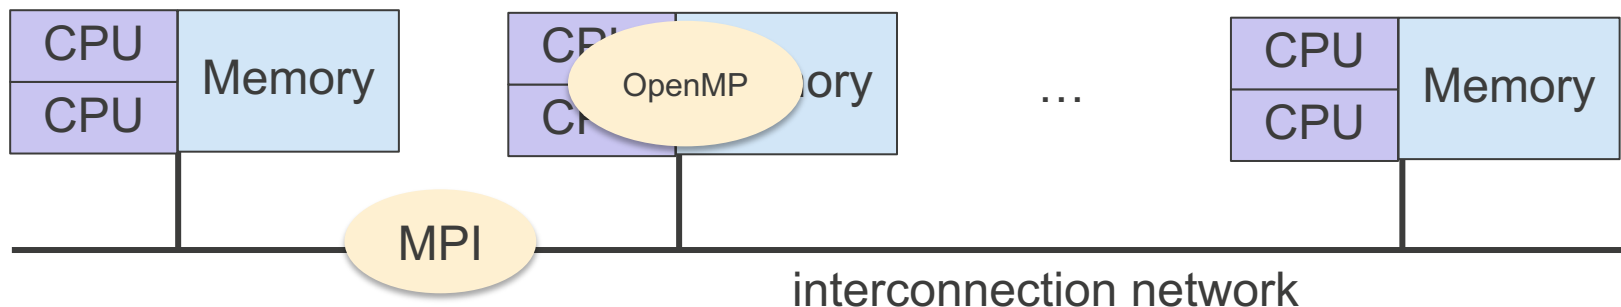 CPU
CPU
Memory
OpenMP
…
CPU
CPU
Memory
MPI
interconnection network